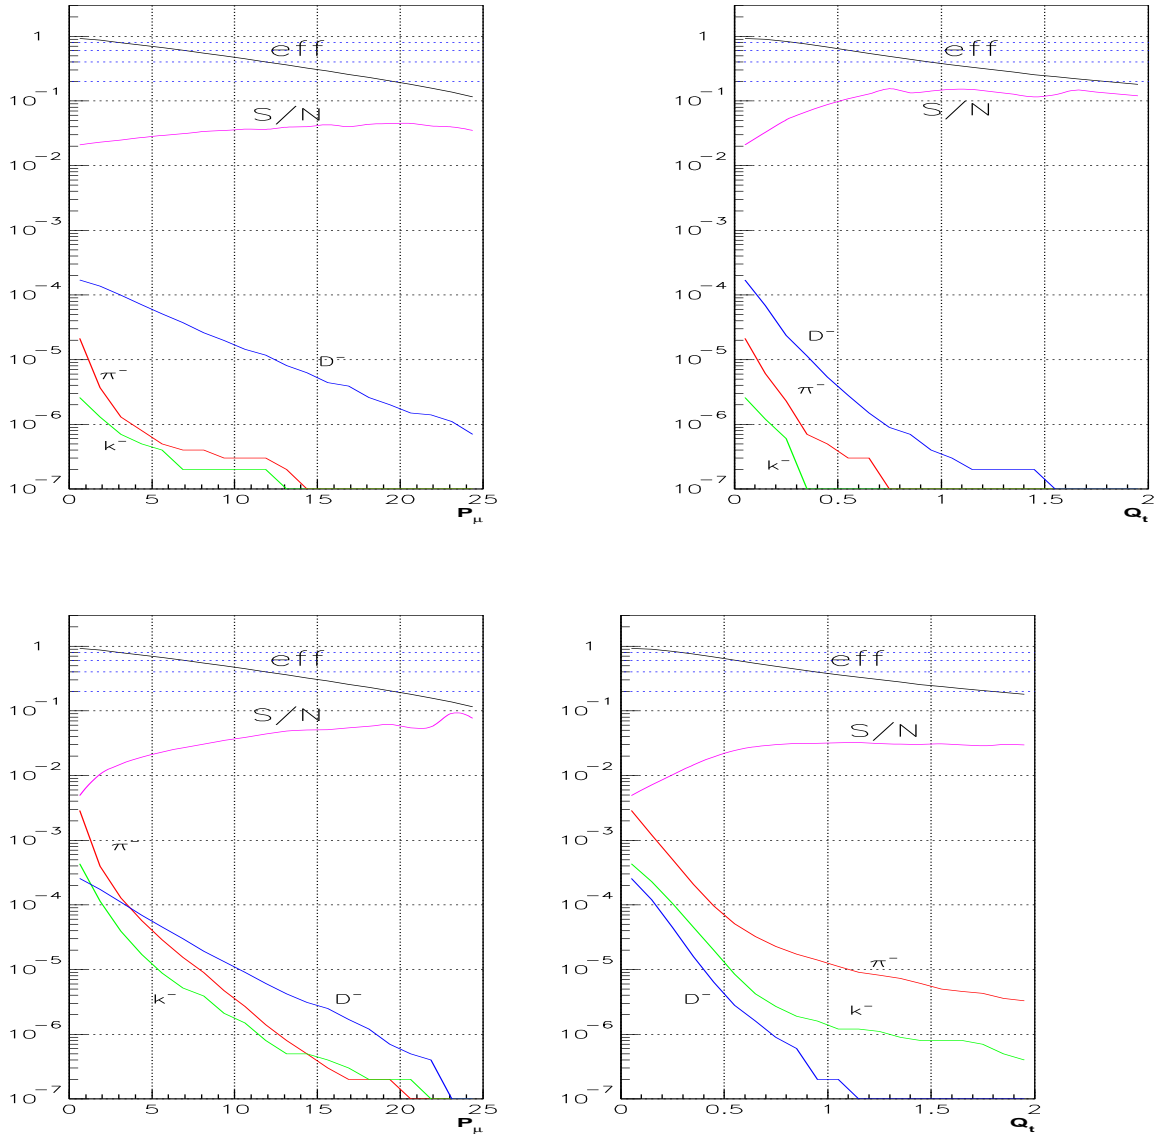 1
eff
10⁻¹
S/N
10⁻²
10⁻³
10⁻⁴
10⁻⁵
D⁻
π⁻
10⁻⁶
k⁻
10⁻⁷
0 5 10 15 20 25
P_μ
1
eff
10⁻¹
S/N
10⁻²
10⁻³
10⁻⁴
D⁻
10⁻⁵
π⁻
10⁻⁶
k⁻
10⁻⁷
0 0.5 1 1.5 2
Q_t
1
eff
10⁻¹
S/N
10⁻²
10⁻³
π⁻
10⁻⁴
10⁻⁵
k⁻ D⁻
10⁻⁶
10⁻⁷
0 5 10 15 20 25
P_μ
1
eff
10⁻¹
S/N
10⁻²
10⁻³
10⁻⁴
10⁻⁵
π⁻
D⁻
k⁻
10⁻⁶
10⁻⁷
0 0.5 1 1.5 2
Q_t